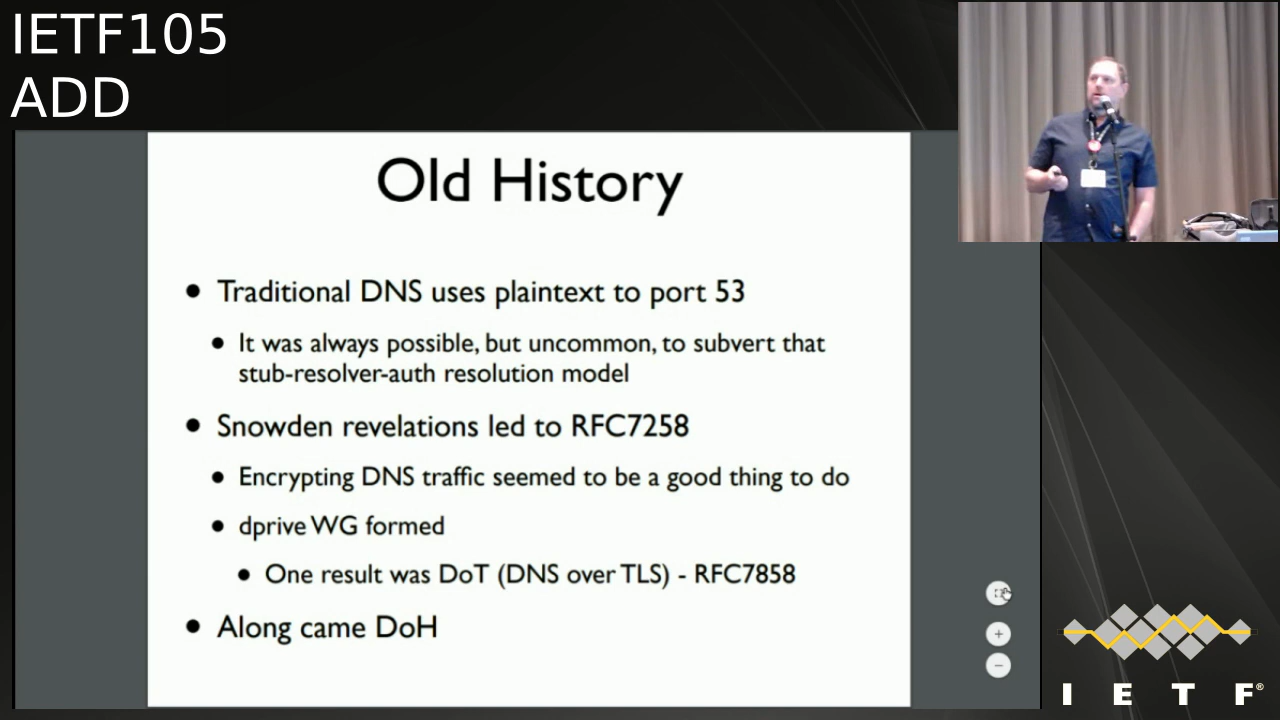 IETF105
ADD
Old History
Traditional DNS uses plaintext to port 53
It was always possible, but uncommon, to subvert that
stub-resolver-auth resolution model
Snowden revelations led to RFC7258
Encrypting DNS traffic seemed to be a good thing to do
dprive WG formed
One result was DoT (DNS over TLS) - RFC7858
Along came DoH
I E T F®